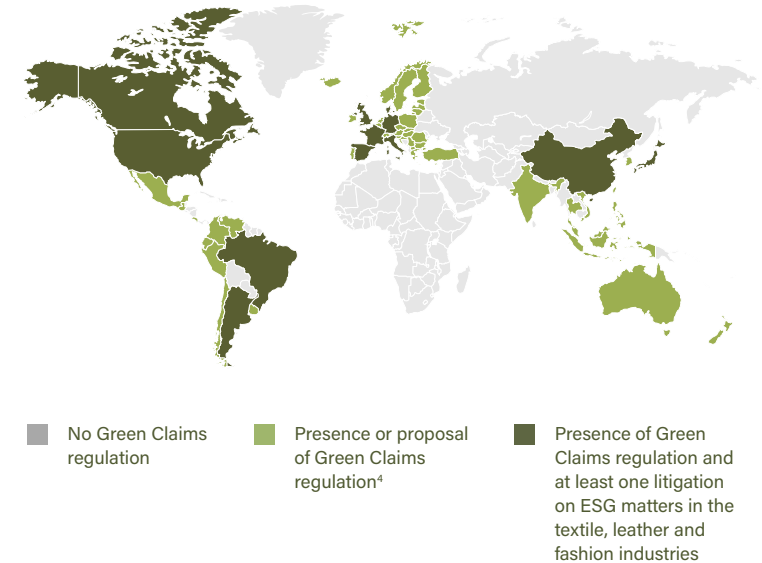 No Green Claims
regulation
Presence or proposal
of Green Claims
regulation⁴
Presence of Green
Claims regulation and
at least one litigation
on ESG matters in the
textile, leather and
fashion industries